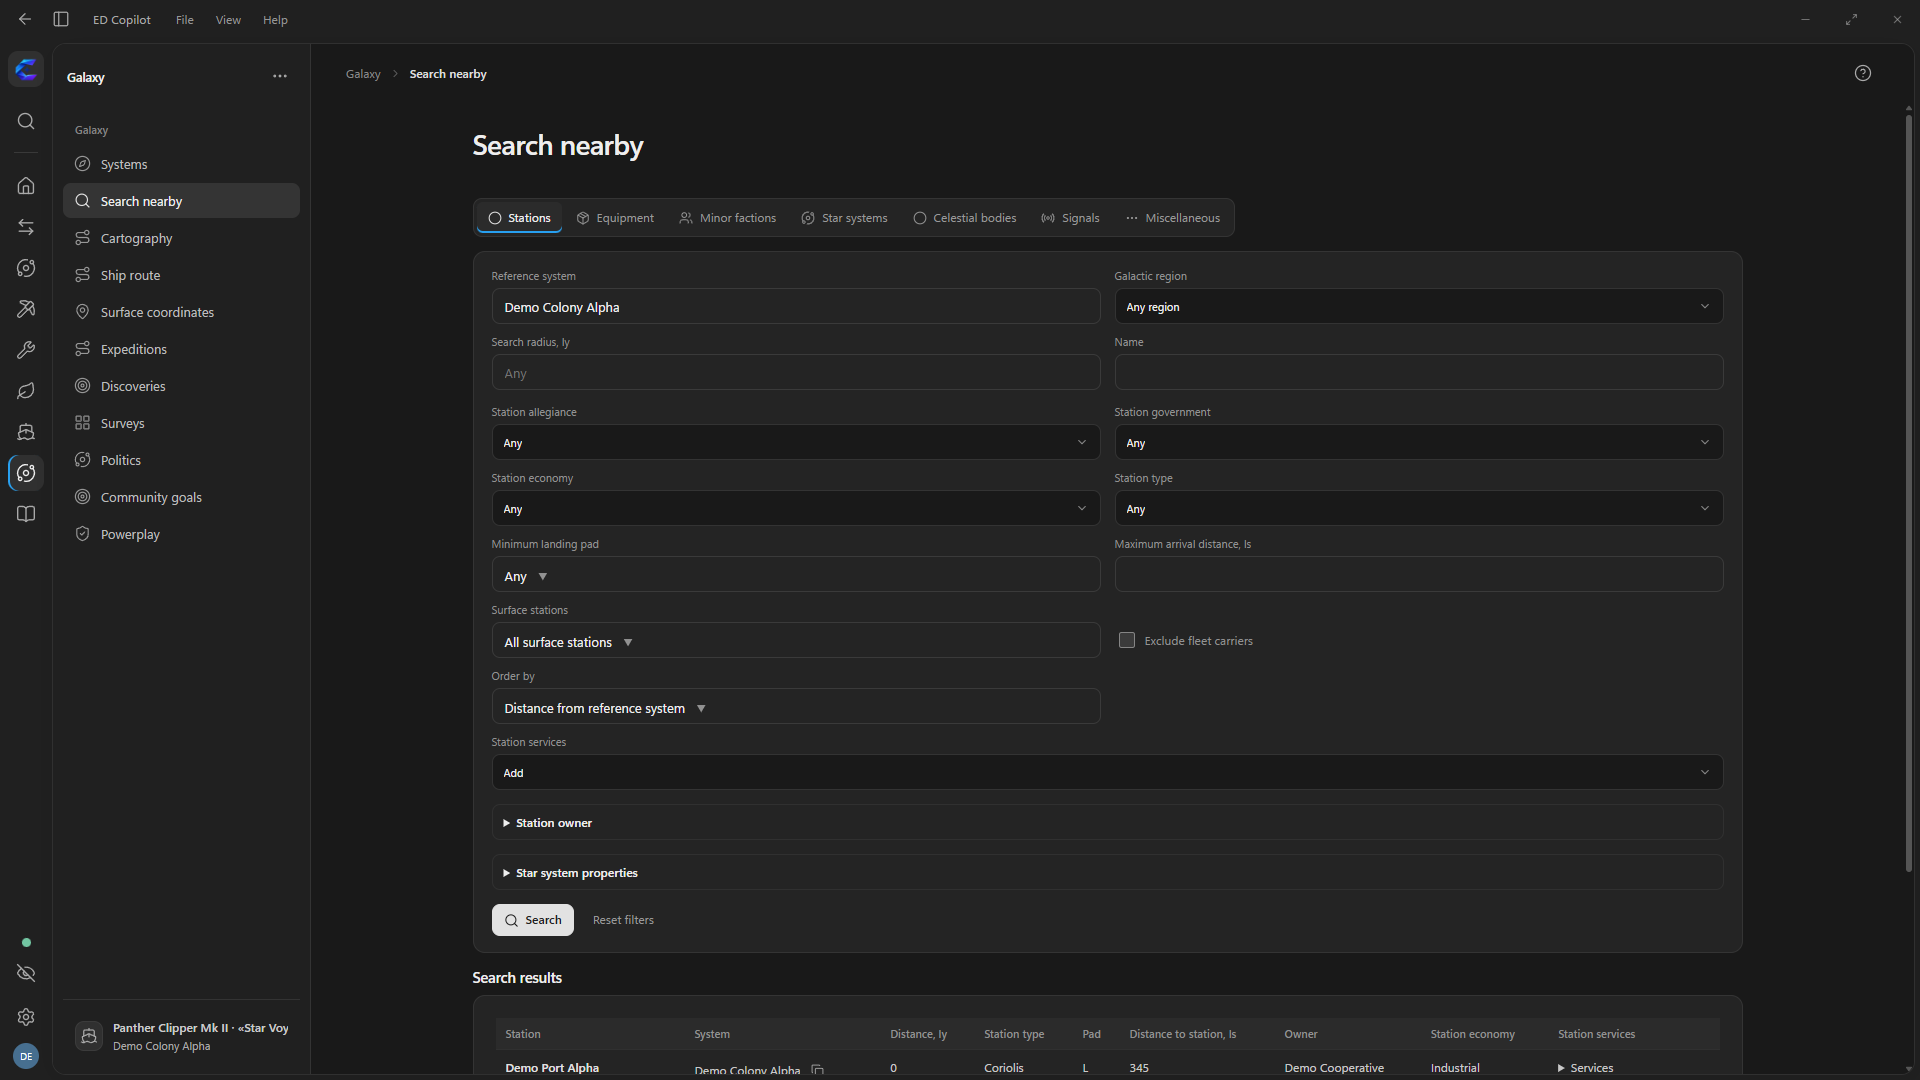 ED Copilot File View Help
Galaxy
Galaxy
Systems
Search nearby
Cartography
Ship route
Surface coordinates
Expeditions
Discoveries
Surveys
Politics
Community goals
Powerplay
Panther Clipper Mk II · «Star Voy
Demo Colony Alpha
DE
Galaxy > Search nearby
Search nearby
Stations Equipment Minor factions Star systems Celestial bodies Signals Miscellaneous
Reference system Galactic region
Demo Colony Alpha Any region
Search radius, ly Name
Any
Station allegiance Station government
Any Any
Station economy Station type
Any Any
Minimum landing pad Maximum arrival distance, ls
Any
Surface stations
All surface stations Exclude fleet carriers
Order by
Distance from reference system
Station services
Add
Station owner
Star system properties
Search Reset filters
Search results
Station System Distance, ly Station type Pad Distance to station, ls Owner Station economy Station services
Demo Port Alpha Demo Colony Alpha 0 Coriolis L 345 Demo Cooperative Industrial Services